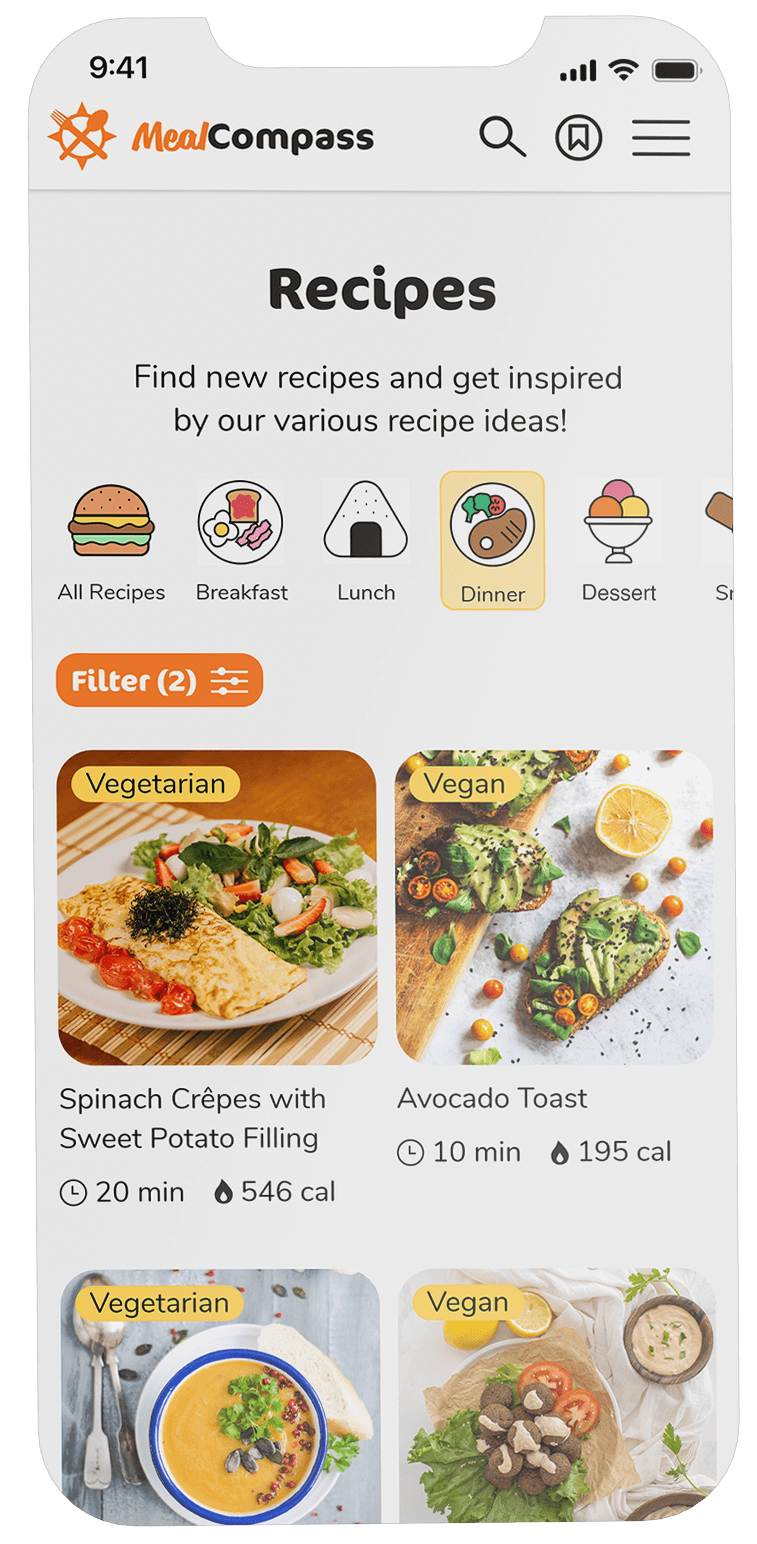 9:41
MealCompass
Recipes
Find new recipes and get inspired
by our various recipe ideas!
All Recipes Breakfast Lunch Dinner Dessert
Filter (2)
Vegetarian Vegan
Spinach Crêpes with
Sweet Potato Filling
20 min 546 cal
Avocado Toast
10 min 195 cal
Vegetarian Vegan